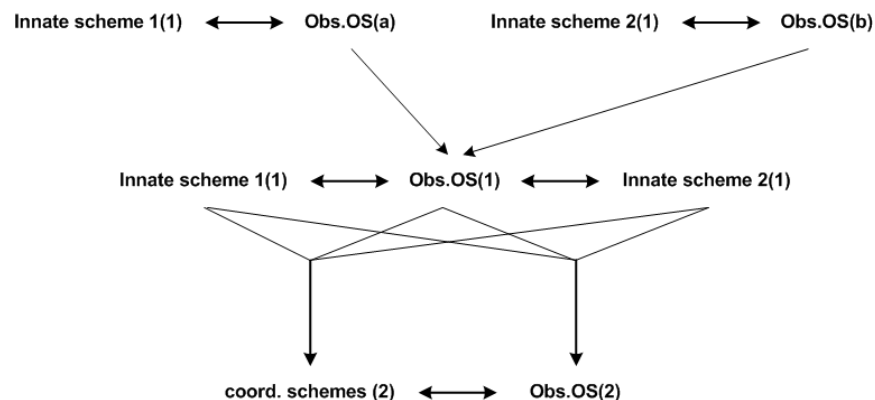 Innate scheme 1(1) Obs.OS(a) Innate scheme 2(1) Obs.OS(b)
Innate scheme 1(1) Obs.OS(1) Innate scheme 2(1)
coord. schemes (2) Obs.OS(2)